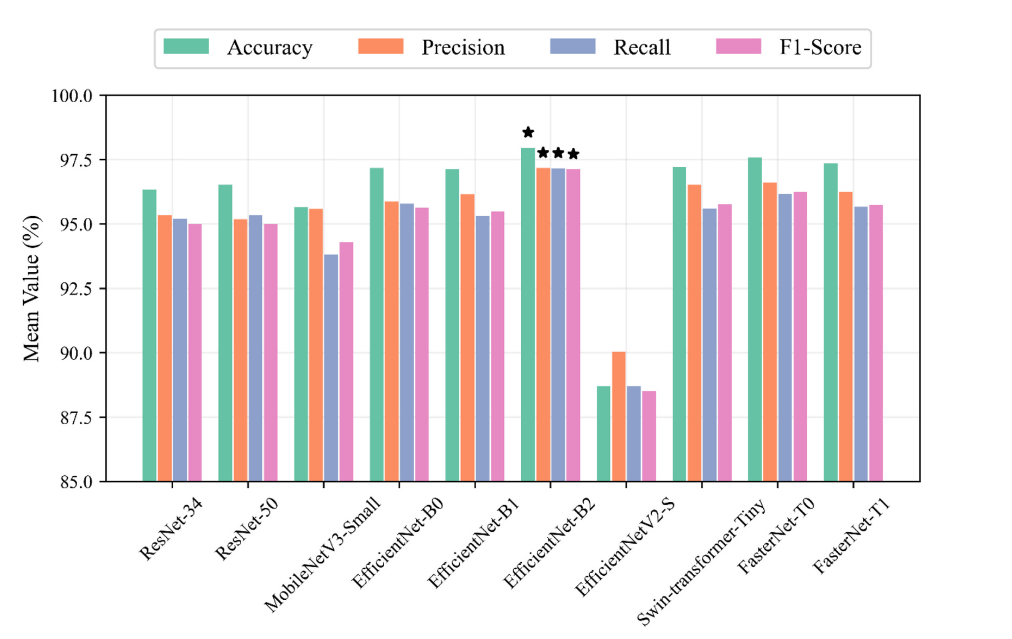 Accuracy Precision Recall F1-Score
100.0
97.5
95.0
92.5
90.0
87.5
85.0
Mean Value (%)
ResNet-34
ResNet-50
MobileNetV3-Small
EfficientNet-B0
EfficientNet-B1
EfficientNet-B2
EfficientNetV2-S
Swin-transformer-Tiny
FasterNet-T0
FasterNet-T1